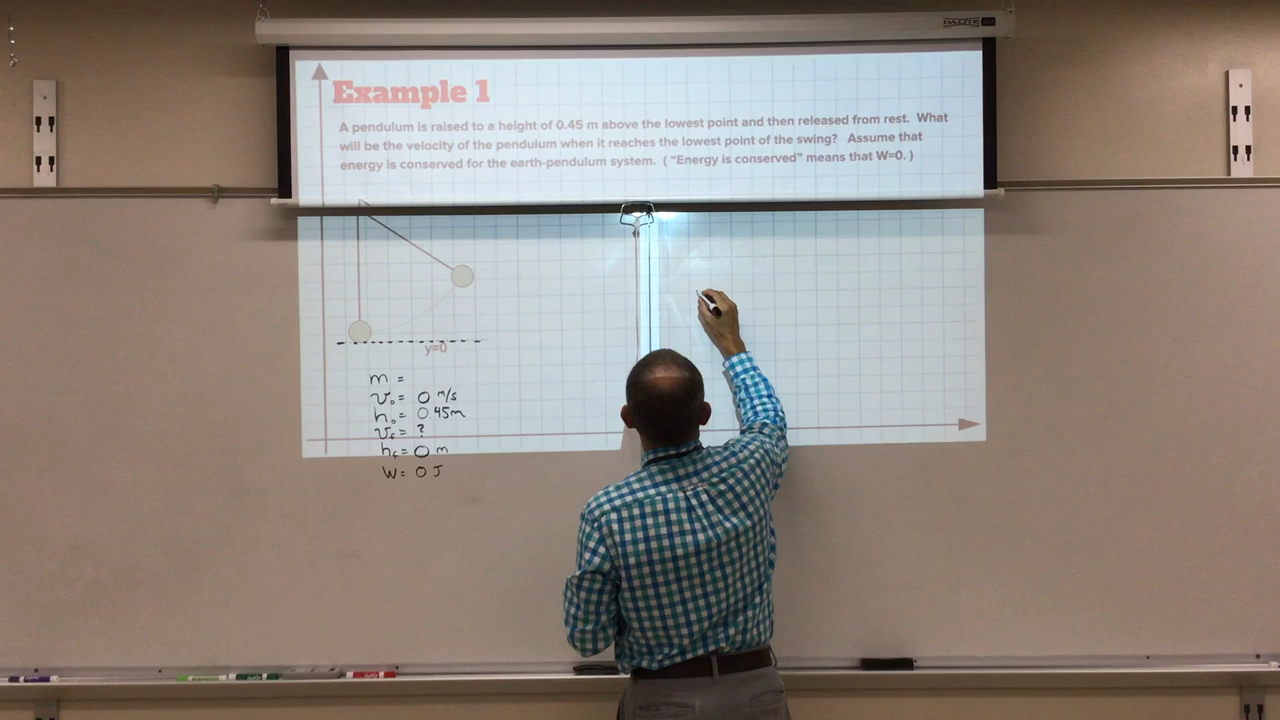 DA-LITE
Example 1
A pendulum is raised to a height of 0.45 m above the lowest point and then released from rest. What
will be the velocity of the pendulum when it reaches the lowest point of the swing? Assume that
energy is conserved for the earth-pendulum system. ( “Energy is conserved” means that W=0. )
y=0
m =
v₀ = 0 m/s
h₀ = 0.45m
v_f = ?
h_f = 0 m
W = 0 J